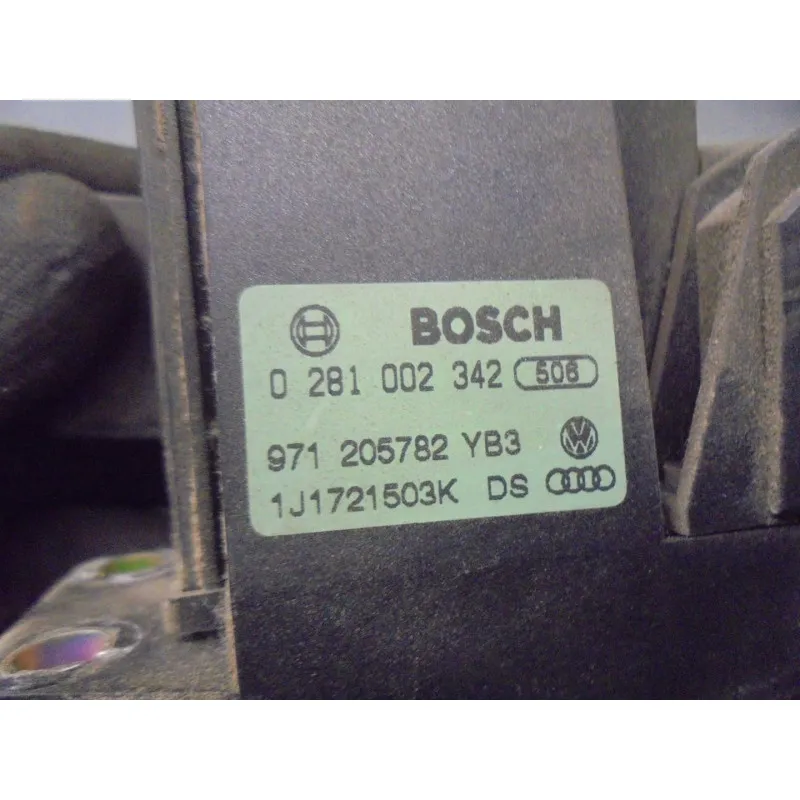 BOSCH
0 281 002 342 506
971 205782 YB3
1J1721503K DS